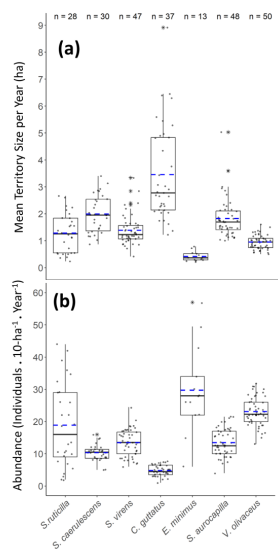 n = 28 n = 30 n = 47 n = 37 n = 13 n = 48 n = 50
(a)
Mean Territory Size per Year (ha)
9
8
7
6
5
4
3
2
1
0
(b)
Abundance (Individuals . 10-ha⁻¹ . Year⁻¹)
60
50
40
30
20
10
0
S.ruticilla
S. caerulescens
S. virens
C. guttatus
E. minimus
S. aurocapilla
V. olivaceus